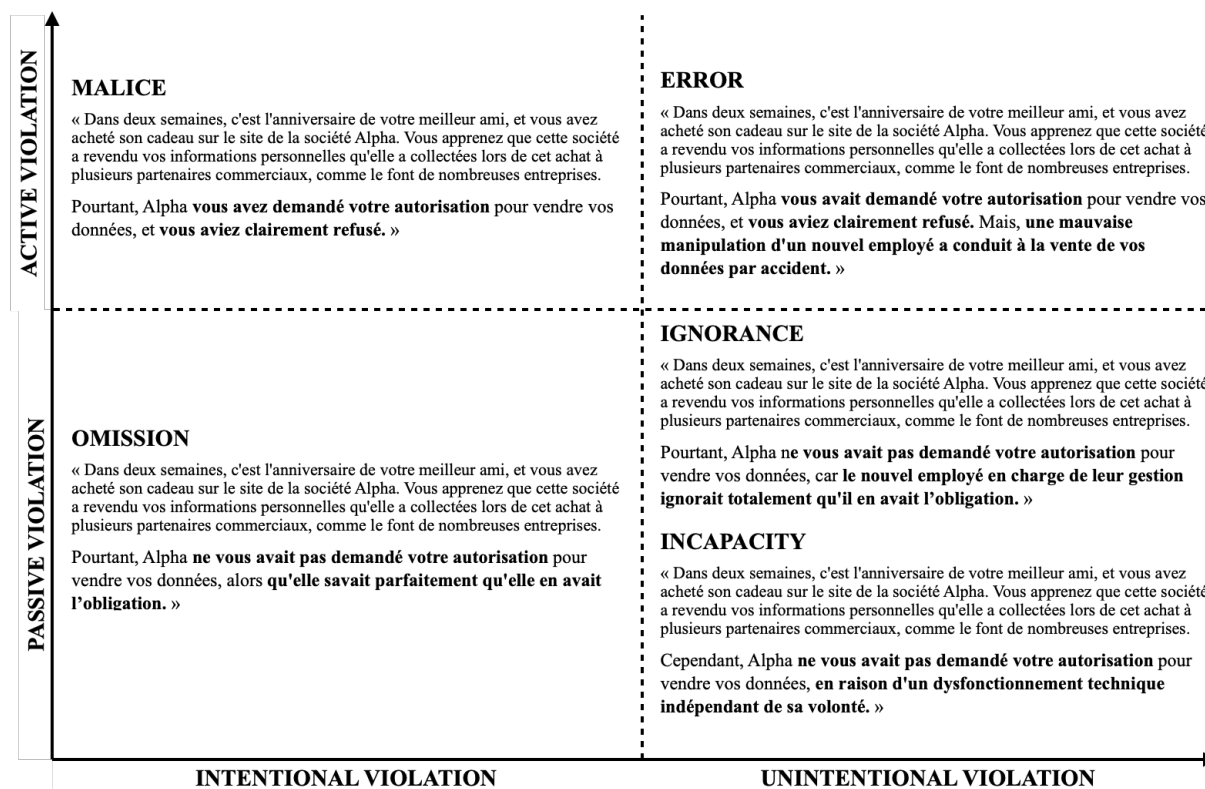 ACTIVE VIOLATION
MALICE
« Dans deux semaines, c'est l'anniversaire de votre meilleur ami, et vous avez
acheté son cadeau sur le site de la société Alpha. Vous apprenez que cette société
a revendu vos informations personnelles qu'elle a collectées lors de cet achat à
plusieurs partenaires commerciaux, comme le font de nombreuses entreprises.
Pourtant, Alpha vous avez demandé votre autorisation pour vendre vos
données, et vous aviez clairement refusé. »
ERROR
« Dans deux semaines, c'est l'anniversaire de votre meilleur ami, et vous avez
acheté son cadeau sur le site de la société Alpha. Vous apprenez que cette société
a revendu vos informations personnelles qu'elle a collectées lors de cet achat à
plusieurs partenaires commerciaux, comme le font de nombreuses entreprises.
Pourtant, Alpha vous avait demandé votre autorisation pour vendre vos
données, et vous aviez clairement refusé. Mais, une mauvaise
manipulation d'un nouvel employé a conduit à la vente de vos
données par accident. »
PASSIVE VIOLATION
OMISSION
« Dans deux semaines, c'est l'anniversaire de votre meilleur ami, et vous avez
acheté son cadeau sur le site de la société Alpha. Vous apprenez que cette société
a revendu vos informations personnelles qu'elle a collectées lors de cet achat à
plusieurs partenaires commerciaux, comme le font de nombreuses entreprises.
Pourtant, Alpha ne vous avait pas demandé votre autorisation pour
vendre vos données, alors qu'elle savait parfaitement qu'elle en avait
l'obligation. »
IGNORANCE
« Dans deux semaines, c'est l'anniversaire de votre meilleur ami, et vous avez
acheté son cadeau sur le site de la société Alpha. Vous apprenez que cette société
a revendu vos informations personnelles qu'elle a collectées lors de cet achat à
plusieurs partenaires commerciaux, comme le font de nombreuses entreprises.
Pourtant, Alpha ne vous avait pas demandé votre autorisation pour
vendre vos données, car le nouvel employé en charge de leur gestion
ignorait totalement qu'il en avait l'obligation. »
INCAPACITY
« Dans deux semaines, c'est l'anniversaire de votre meilleur ami, et vous avez
acheté son cadeau sur le site de la société Alpha. Vous apprenez que cette société
a revendu vos informations personnelles qu'elle a collectées lors de cet achat à
plusieurs partenaires commerciaux, comme le font de nombreuses entreprises.
Cependant, Alpha ne vous avait pas demandé votre autorisation pour
vendre vos données, en raison d'un dysfonctionnement technique
indépendant de sa volonté. »
INTENTIONAL VIOLATION
UNINTENTIONAL VIOLATION